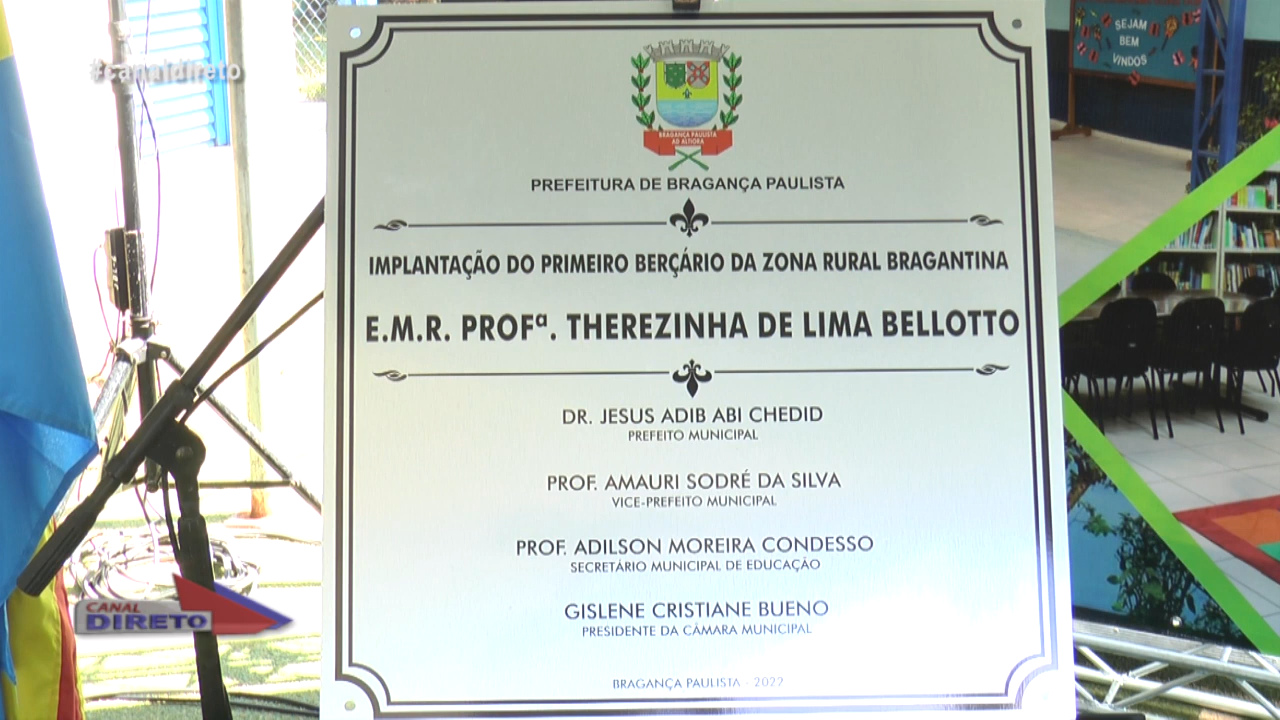 #canaldireto
SEJAM
BEM
VINDOS
BRAGANÇA PAULISTA
AD ALTIORA
PREFEITURA DE BRAGANÇA PAULISTA
IMPLANTAÇÃO DO PRIMEIRO BERÇÁRIO DA ZONA RURAL BRAGANTINA
E.M.R. PROFª. THEREZINHA DE LIMA BELLOTTO
DR. JESUS ADIB ABI CHEDID
PREFEITO MUNICIPAL
PROF. AMAURI SODRÉ DA SILVA
VICE-PREFEITO MUNICIPAL
PROF. ADILSON MOREIRA CONDESSO
SECRETÁRIO MUNICIPAL DE EDUCAÇÃO
GISLENE CRISTIANE BUENO
PRESIDENTE DA CÂMARA MUNICIPAL
BRAGANÇA PAULISTA - 2022
CANAL
DIRETO